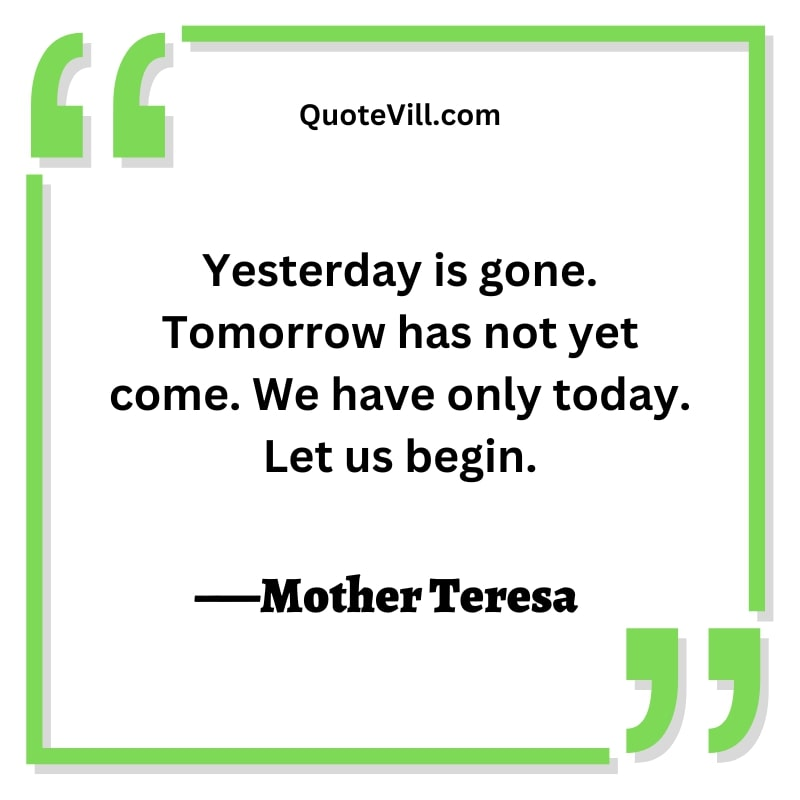 QuoteVill.com
Yesterday is gone.
Tomorrow has not yet
come. We have only today.
Let us begin.
——Mother Teresa